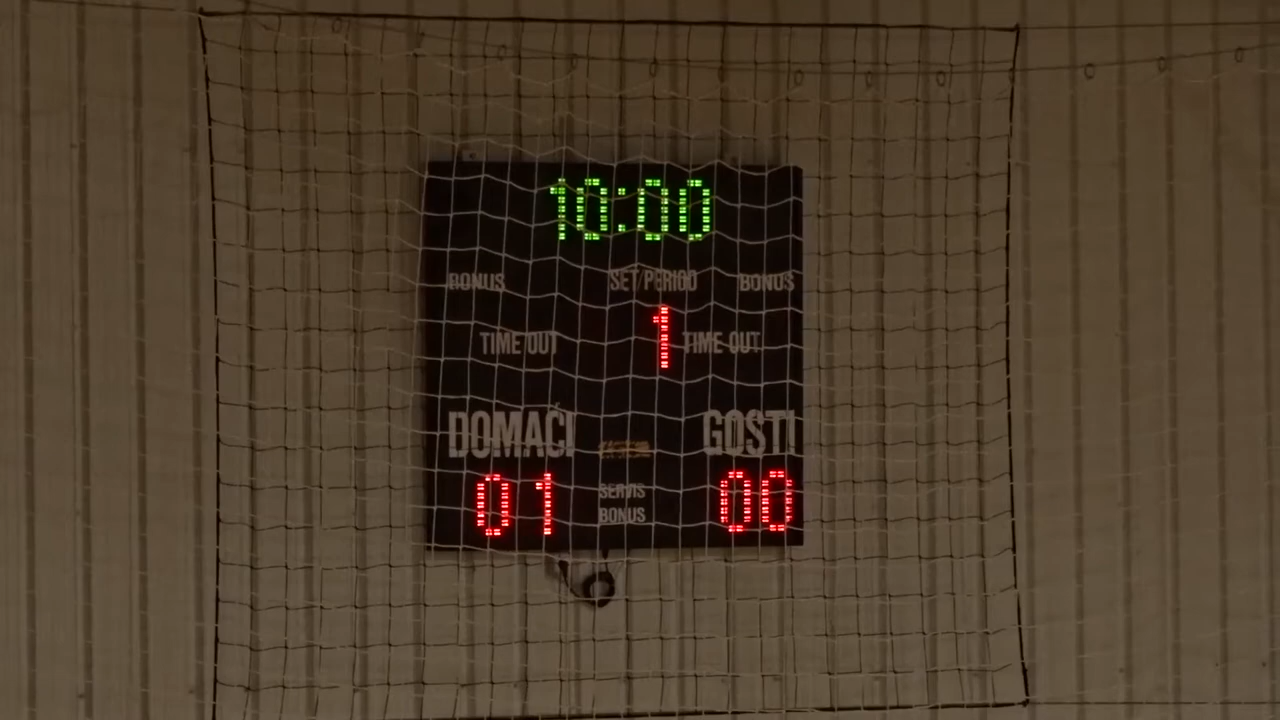 10:00
BONUS SET/PERIOD BONUS
TIME OUT 1 TIME OUT
DOMAĆI GOSTI
01 00
SERVIS
BONUS